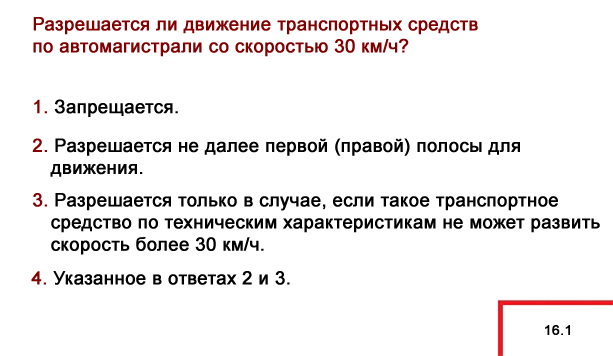 Разрешается ли движение транспортных средств
по автомагистрали со скоростью 30 км/ч?
1. Запрещается.
2. Разрешается не далее первой (правой) полосы для
движения.
3. Разрешается только в случае, если такое транспортное
средство по техническим характеристикам не может развить
скорость более 30 км/ч.
4. Указанное в ответах 2 и 3.
16.1